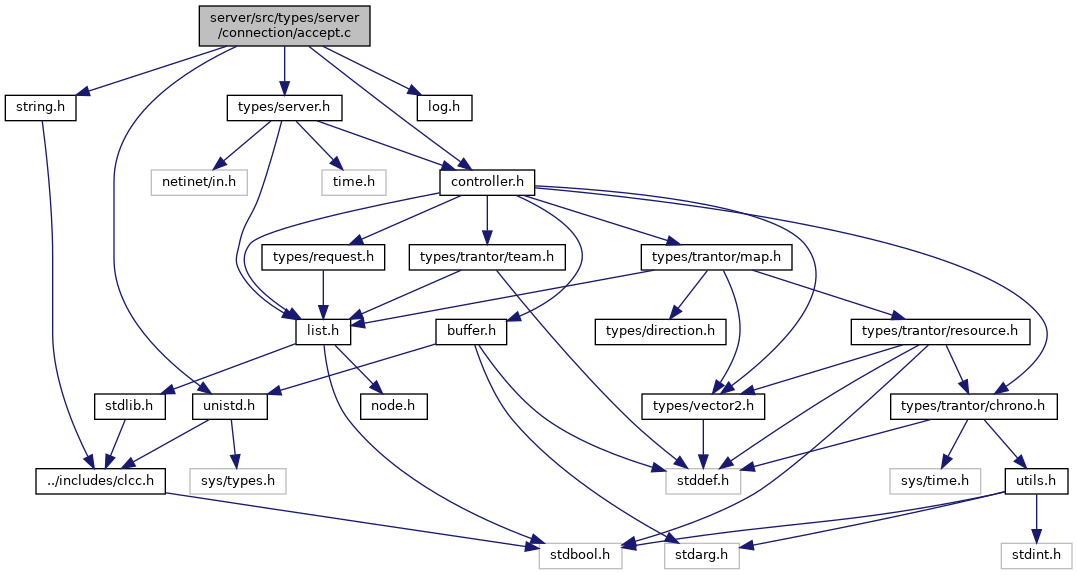 server/src/types/server
/connection/accept.c
string.h
types/server.h
log.h
netinet/in.h
time.h
controller.h
types/request.h
types/trantor/team.h
types/trantor/map.h
list.h
buffer.h
types/direction.h
types/trantor/resource.h
stdlib.h
unistd.h
node.h
types/vector2.h
types/trantor/chrono.h
../includes/clcc.h
sys/types.h
stddef.h
sys/time.h
utils.h
stdbool.h
stdarg.h
stdint.h